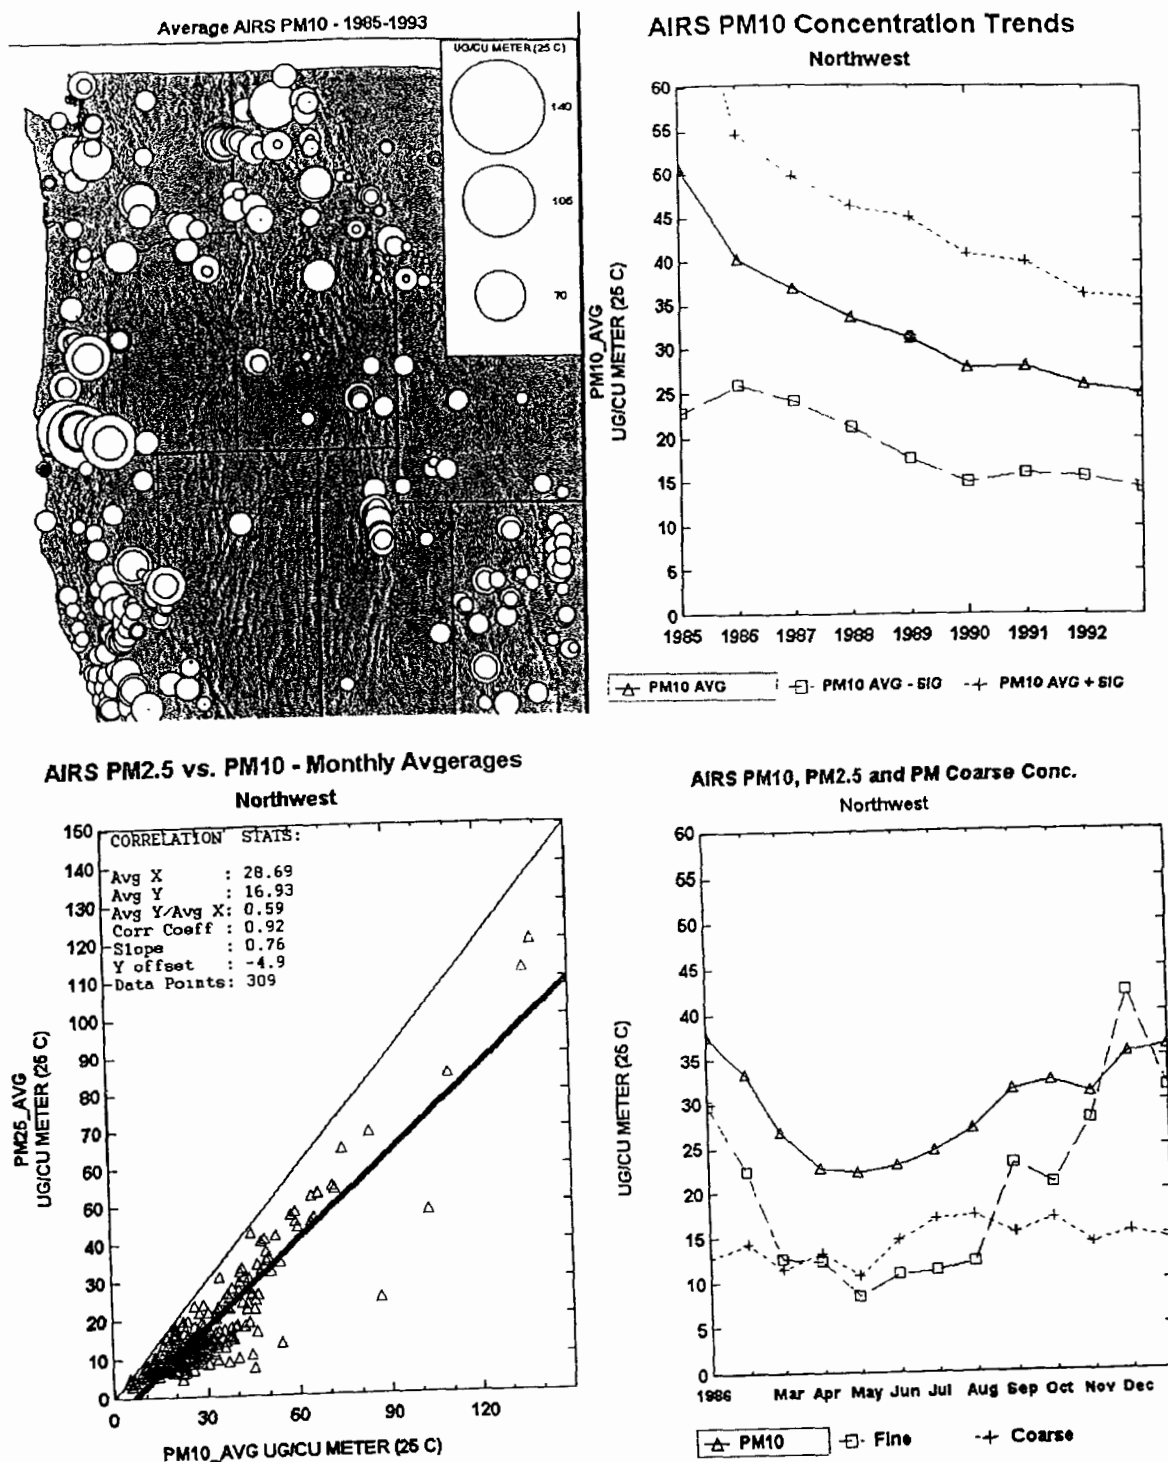 Average AIRS PM10 - 1985-1993
UG/CU METER (25 C)
140
105
70
AIRS PM10 Concentration Trends
Northwest
PM10_AVG
UG/CU METER (25 C)
60
55
50
45
40
35
30
25
20
15
10
5
0
1985 1986 1987 1988 1989 1990 1991 1992
PM10 AVG PM10 AVG - SIG PM10 AVG + SIG
AIRS PM2.5 vs. PM10 - Monthly Avgerages
Northwest
CORRELATION STATS:
Avg X : 28.69
Avg Y : 16.93
Avg Y/Avg X: 0.59
Corr Coeff : 0.92
Slope : 0.76
Y offset : -4.9
Data Points: 309
PM25_AVG
UG/CU METER (25 C)
150
140
130
120
110
100
90
80
70
60
50
40
30
20
10
0
0 30 60 90 120
PM10_AVG UG/CU METER (25 C)
AIRS PM10, PM2.5 and PM Coarse Conc.
Northwest
UG/CU METER (25 C)
60
55
50
45
40
35
30
25
20
15
10
5
0
1986 Mar Apr May Jun Jul Aug Sep Oct Nov Dec
PM10 Fine Coarse